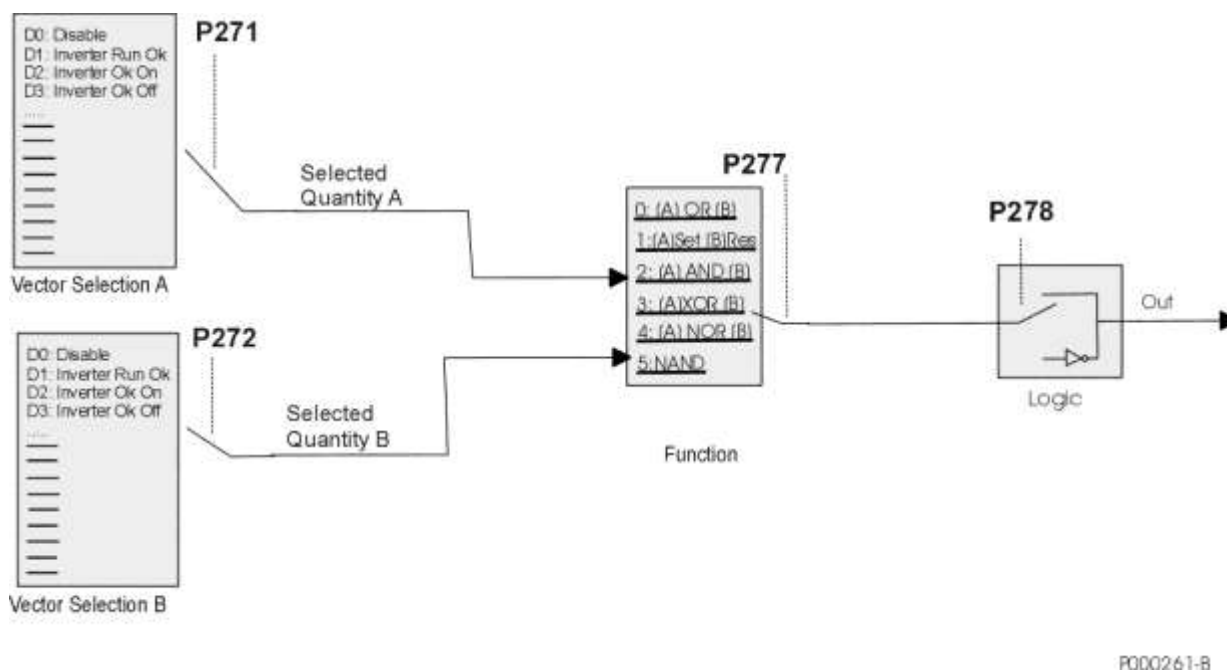 D0: Disable
D1: Inverter Run Ok
D2: Inverter Ok On
D3: Inverter Ok Off
.....
P271
Selected
Quantity A
Vector Selection A
P272
D0: Disable
D1: Inverter Run Ok
D2: Inverter Ok On
D3: Inverter Ok Off
.....
Selected
Quantity B
Vector Selection B
P277
0: (A) OR (B)
1:(A)Set (B)Res
2: (A) AND (B)
3: (A)XOR (B)
4: (A) NOR (B)
5:NAND
Function
P278
Out
Logic
P000261-B